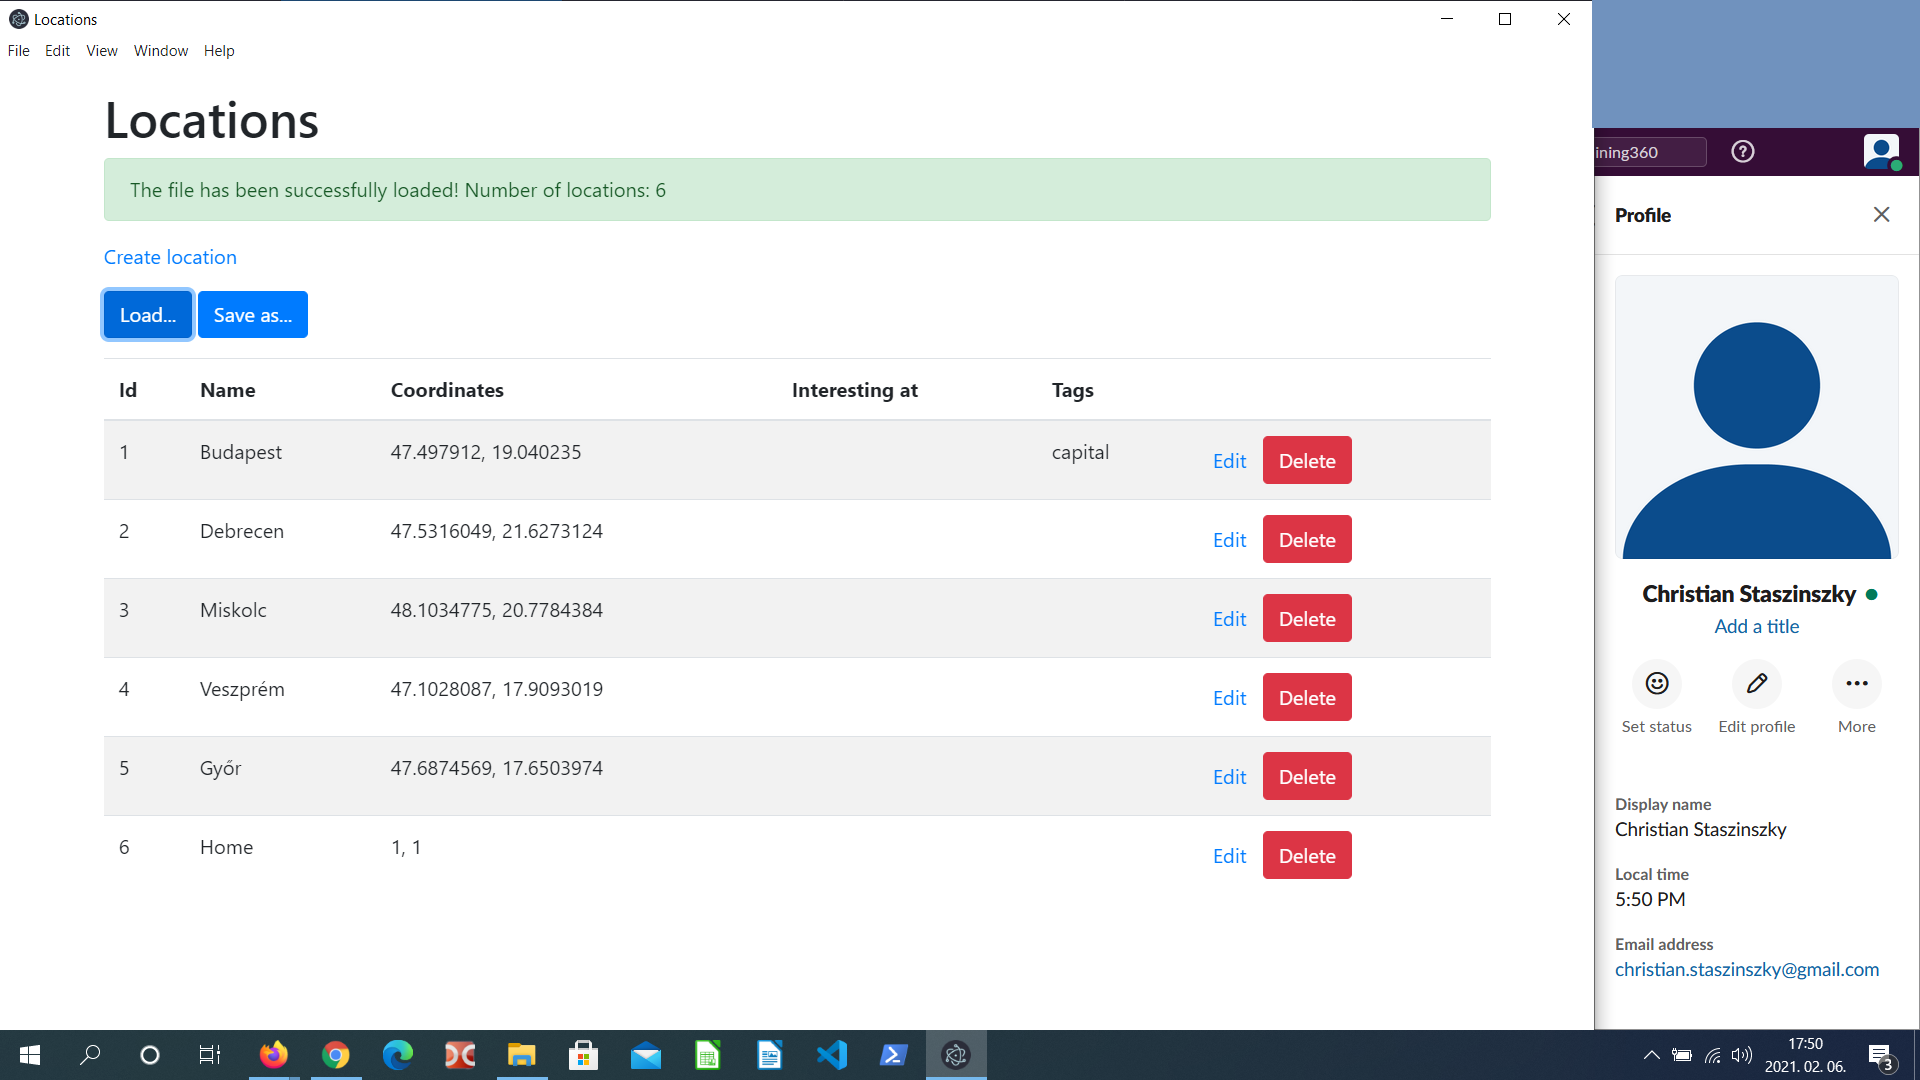 Locations
File Edit View Window Help
Locations
The file has been successfully loaded! Number of locations: 6
Create location
Load... Save as...
Id Name Coordinates Interesting at Tags
1 Budapest 47.497912, 19.040235 capital Edit Delete
2 Debrecen 47.5316049, 21.6273124 Edit Delete
3 Miskolc 48.1034775, 20.7784384 Edit Delete
4 Veszprém 47.1028087, 17.9093019 Edit Delete
5 Győr 47.6874569, 17.6503974 Edit Delete
6 Home 1, 1 Edit Delete
ining360
Profile
Christian Staszinszky
Add a title
Set status Edit profile More
Display name
Christian Staszinszky
Local time
5:50 PM
Email address
christian.staszinszky@gmail.com
17:50
2021. 02. 06.
3